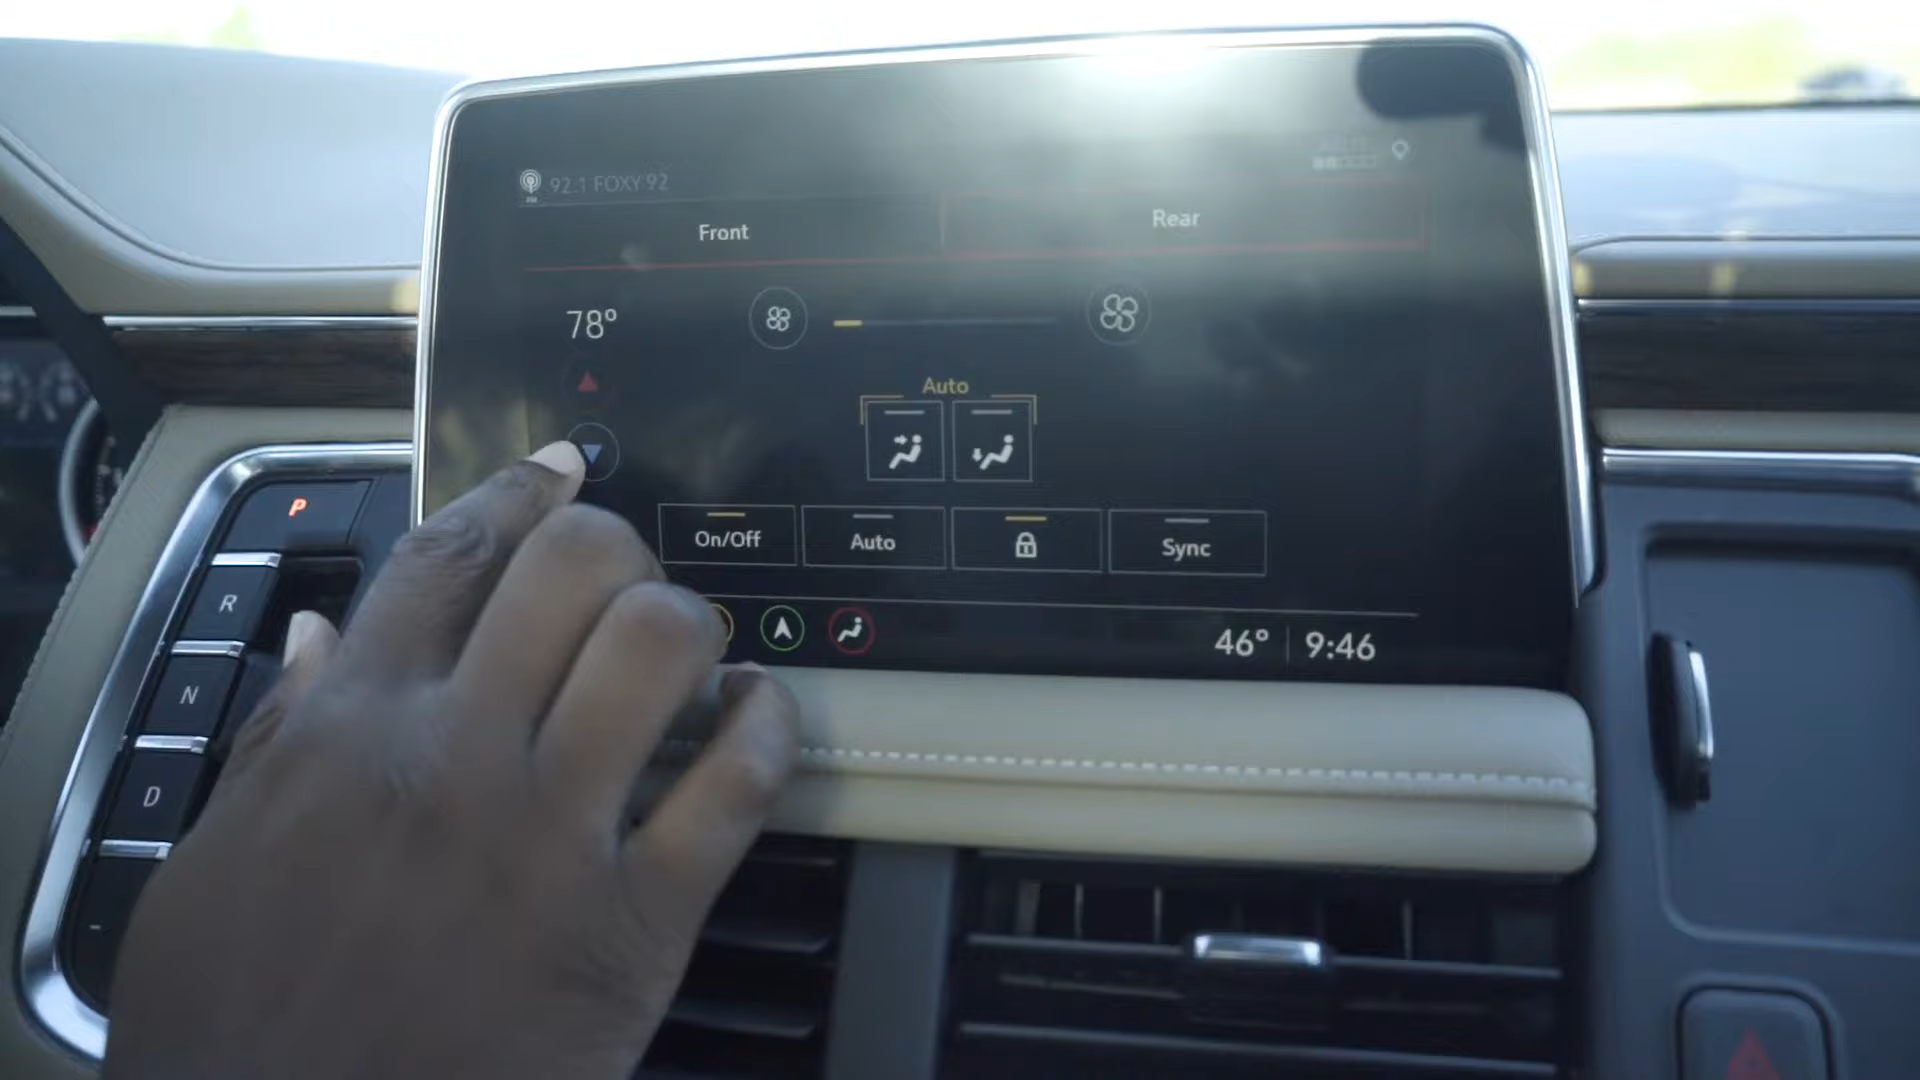 92.1 FOXY 92
Front
Rear
78°
Auto
On/Off
Auto
Sync
46°
9:46
P
R
N
D
-